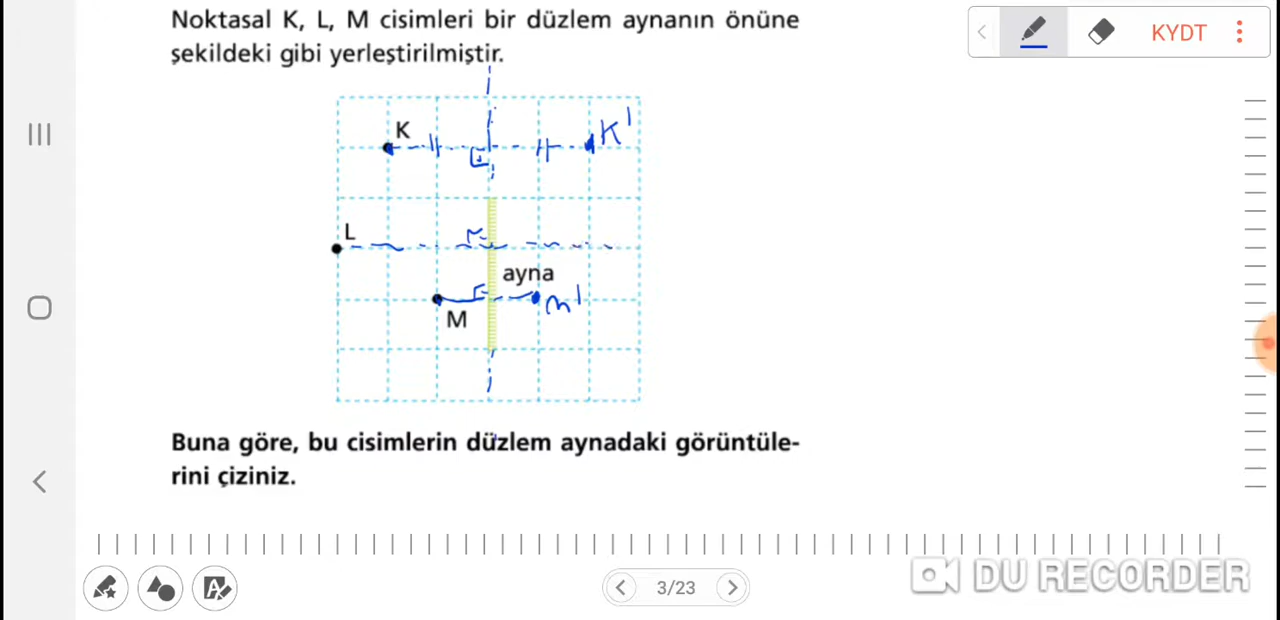 Noktasal K, L, M cisimleri bir düzlem aynanın önüne
şekildeki gibi yerleştirilmiştir.
KYDT
K
K'
L
ayna
M
m'
Buna göre, bu cisimlerin düzlem aynadaki görüntüle-
rini çiziniz.
3/23
DU RECORDER